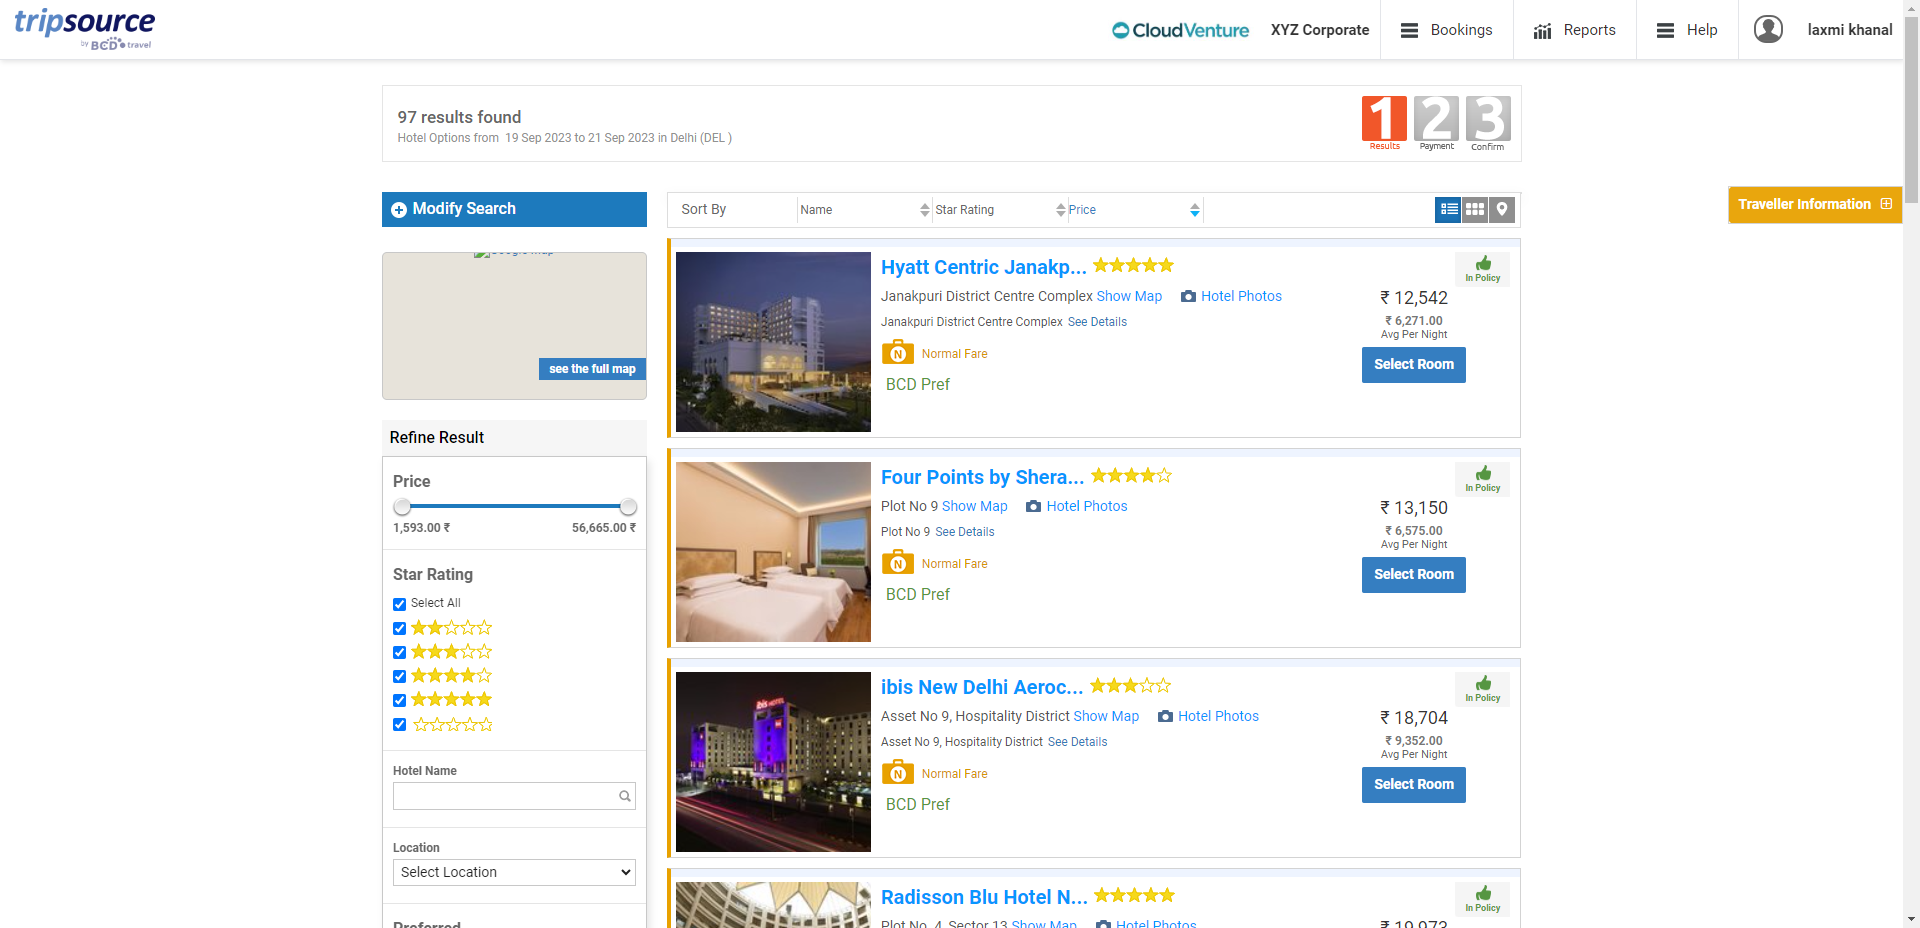 tripsource
by BCD travel
CloudVenture
XYZ Corporate
Bookings
Reports
Help
laxmi khanal
97 results found
Hotel Options from 19 Sep 2023 to 21 Sep 2023 in Delhi (DEL )
1 2 3
Results Payment Confirm
Modify Search
Sort By Name Star Rating Price
Traveller Information
see the full map
Refine Result
Price
1,593.00 ₹ 56,665.00 ₹
Star Rating
Select All
Hotel Name
Location
Select Location
Preferred
Hyatt Centric Janakp...
Janakpuri District Centre Complex Show Map Hotel Photos
Janakpuri District Centre Complex See Details
N Normal Fare
BCD Pref
In Policy
₹ 12,542
₹ 6,271.00
Avg Per Night
Select Room
Four Points by Shera...
Plot No 9 Show Map Hotel Photos
Plot No 9 See Details
N Normal Fare
BCD Pref
In Policy
₹ 13,150
₹ 6,575.00
Avg Per Night
Select Room
ibis HOTEL
ibis New Delhi Aeroc...
Asset No 9, Hospitality District Show Map Hotel Photos
Asset No 9, Hospitality District See Details
N Normal Fare
BCD Pref
In Policy
₹ 18,704
₹ 9,352.00
Avg Per Night
Select Room
Radisson Blu Hotel N...
Plot No. 4, Sector 13 Show Map Hotel Photos
In Policy
₹ 19,973